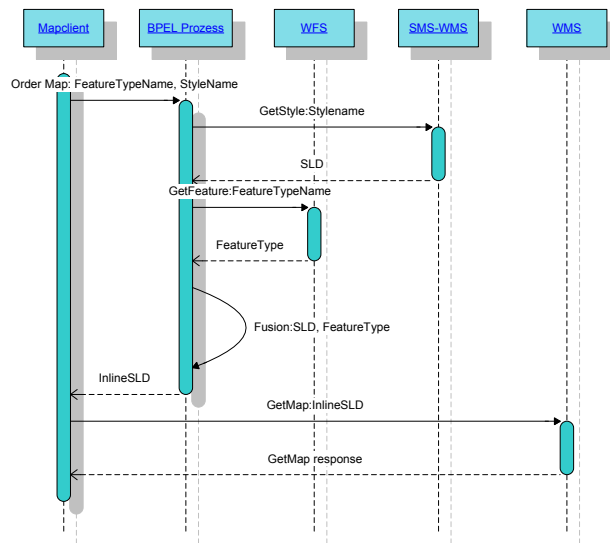 Mapclient
BPEL Prozess
WFS
SMS-WMS
WMS
Order Map: FeatureTypeName, StyleName
GetStyle:Stylename
SLD
GetFeature:FeatureTypeName
FeatureType
Fusion:SLD, FeatureType
InlineSLD
GetMap:InlineSLD
GetMap response